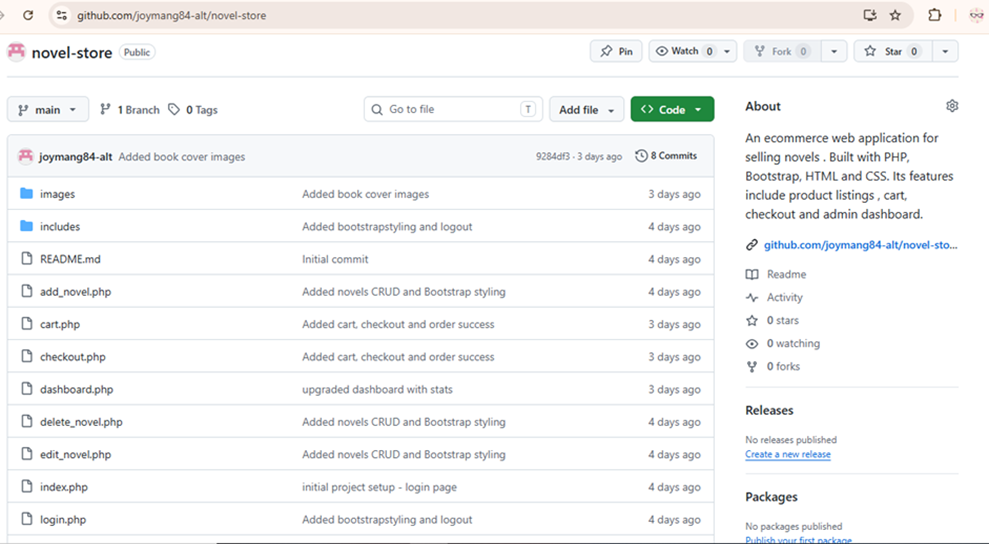 github.com/joymang84-alt/novel-store
novel-store Public
Pin Watch 0 Fork 0 Star 0
main 1 Branch 0 Tags Go to file T Add file Code
joymang84-alt Added book cover images 9284df3 · 3 days ago 8 Commits
images Added book cover images 3 days ago
includes Added bootstrapstyling and logout 4 days ago
README.md Initial commit 4 days ago
add_novel.php Added novels CRUD and Bootstrap styling 4 days ago
cart.php Added cart, checkout and order success 3 days ago
checkout.php Added cart, checkout and order success 3 days ago
dashboard.php upgraded dashboard with stats 3 days ago
delete_novel.php Added novels CRUD and Bootstrap styling 4 days ago
edit_novel.php Added novels CRUD and Bootstrap styling 4 days ago
index.php initial project setup - login page 4 days ago
login.php Added bootstrapstyling and logout 4 days ago
About
An ecommerce web application for
selling novels . Built with PHP,
Bootstrap, HTML and CSS. Its features
include product listings , cart,
checkout and admin dashboard.
github.com/joymang84-alt/novel-sto...
Readme
Activity
0 stars
0 watching
0 forks
Releases
No releases published
Create a new release
Packages
No packages published
Publish your first package